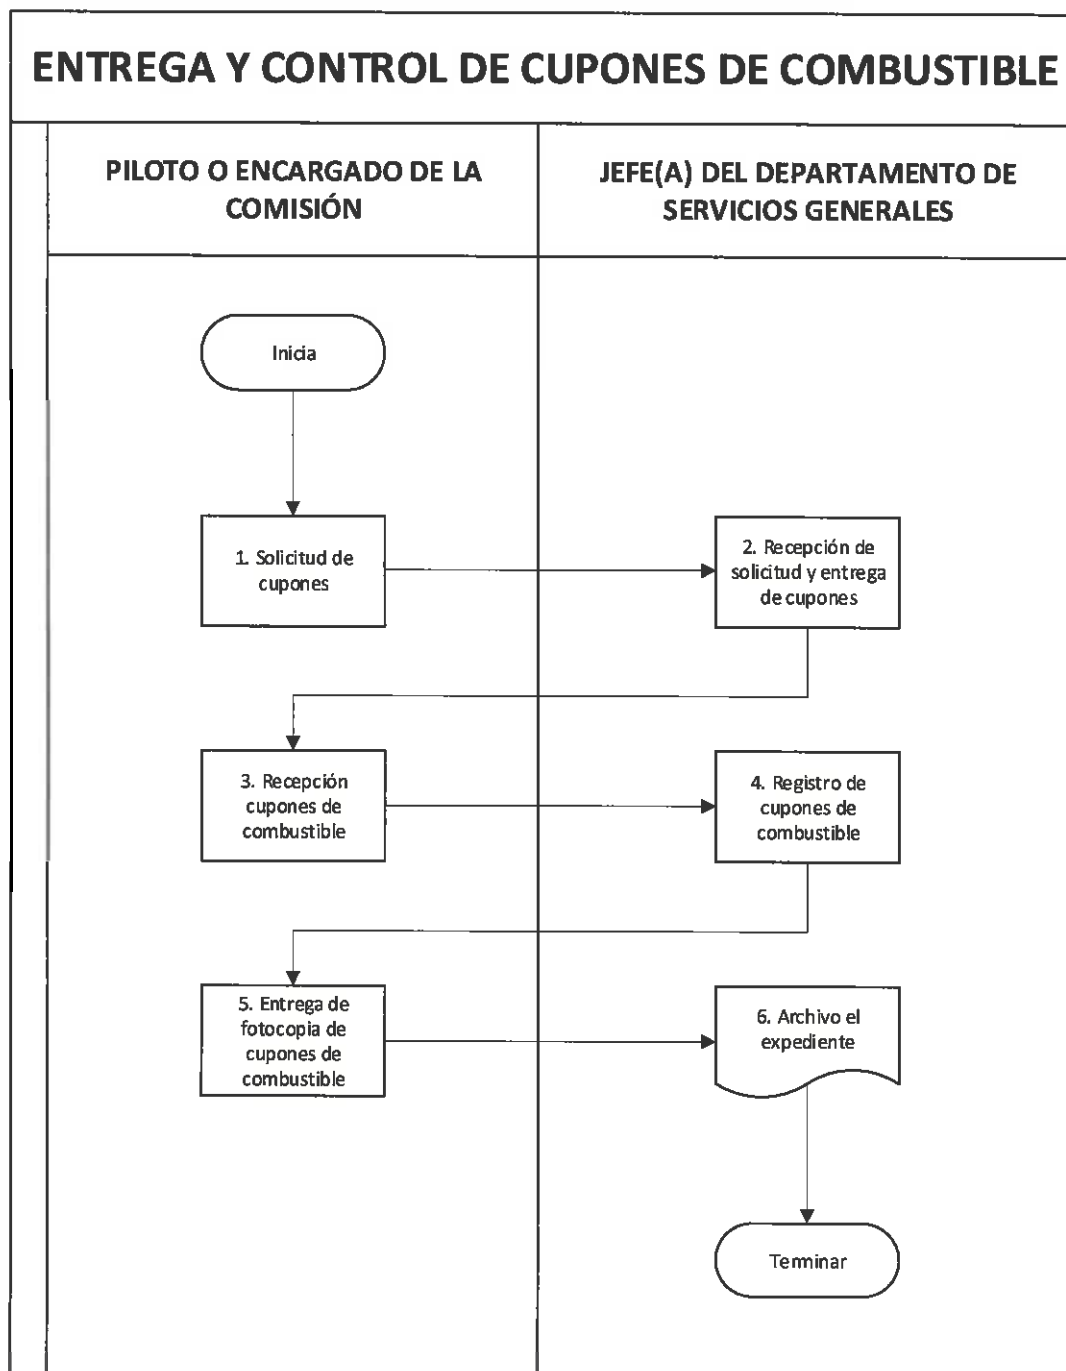 ENTREGA Y CONTROL DE CUPONES DE COMBUSTIBLE
PILOTO O ENCARGADO DE LA
COMISIÓN
JEFE(A) DEL DEPARTAMENTO DE
SERVICIOS GENERALES
Inicia
1. Solicitud de
cupones
2. Recepción de
solicitud y entrega
de cupones
3. Recepción
cupones de
combustible
4. Registro de
cupones de
combustible
5. Entrega de
fotocopia de
cupones de
combustible
6. Archivo el
expediente
Terminar